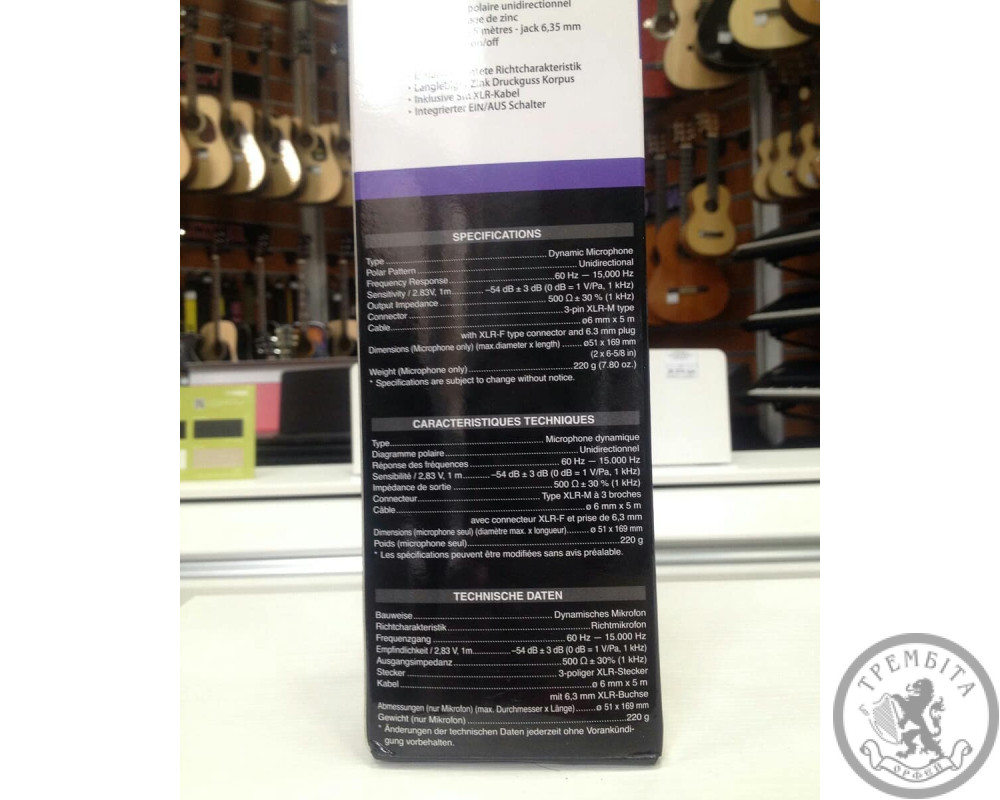 polaire unidirectionnel
de zinc
mètres - jack 6,35 mm
on/off
Richtcharakteristik
• Zink Druckguss Korpus
• Inklusive XLR-Kabel
• Integrierter EIN/AUS Schalter
SPECIFICATIONS
Type Dynamic Microphone
Polar Pattern Unidirectional
Frequency Response 60 Hz — 15,000 Hz
Sensitivity / 2.83V, 1m –54 dB ± 3 dB (0 dB = 1 V/Pa, 1 kHz)
Output Impedance 500 Ω ± 30 % (1 kHz)
Connector 3-pin XLR-M type
Cable ø6 mm x 5 m
with XLR-F type connector and 6.3 mm plug
Dimensions (Microphone only) (max.diameter x length) ø51 x 169 mm
(2 x 6-5/8 in)
Weight (Microphone only) 220 g (7.80 oz.)
* Specifications are subject to change without notice.
CARACTERISTIQUES TECHNIQUES
Type Microphone dynamique
Diagramme polaire Unidirectionnel
Réponse des fréquences 60 Hz — 15.000 Hz
Sensibilité / 2,83 V, 1 m –54 dB ± 3 dB (0 dB = 1 V/Pa, 1 kHz)
Impédance de sortie 500 Ω ± 30 % (1 kHz)
Connecteur Type XLR-M à 3 broches
Câble ø 6 mm x 5 m
avec connecteur XLR-F et prise de 6,3 mm
Dimensions (microphone seul) (diamètre max. x longueur) ø 51 x 169 mm
Poids (microphone seul) 220 g
* Les spécifications peuvent être modifiées sans avis préalable.
TECHNISCHE DATEN
Bauweise Dynamisches Mikrofon
Richtcharakteristik Richtmikrofon
Frequenzgang 60 Hz — 15.000 Hz
Empfindlichkeit / 2,83 V, 1m –54 dB ± 3 dB (0 dB = 1 V/Pa, 1 kHz)
Ausgangsimpedanz 500 Ω ± 30% (1 kHz)
Stecker 3-poliger XLR-Stecker
Kabel ø 6 mm x 5 m
mit 6,3 mm XLR-Buchse
Abmessungen (nur Mikrofon) (max. Durchmesser x Länge) ø 51 x 169 mm
Gewicht (nur Mikrofon) 220 g
* Änderungen der technischen Daten jederzeit ohne Vorankündi-
gung vorbehalten.
ТРЕМБІТА
ОРФЕЙ